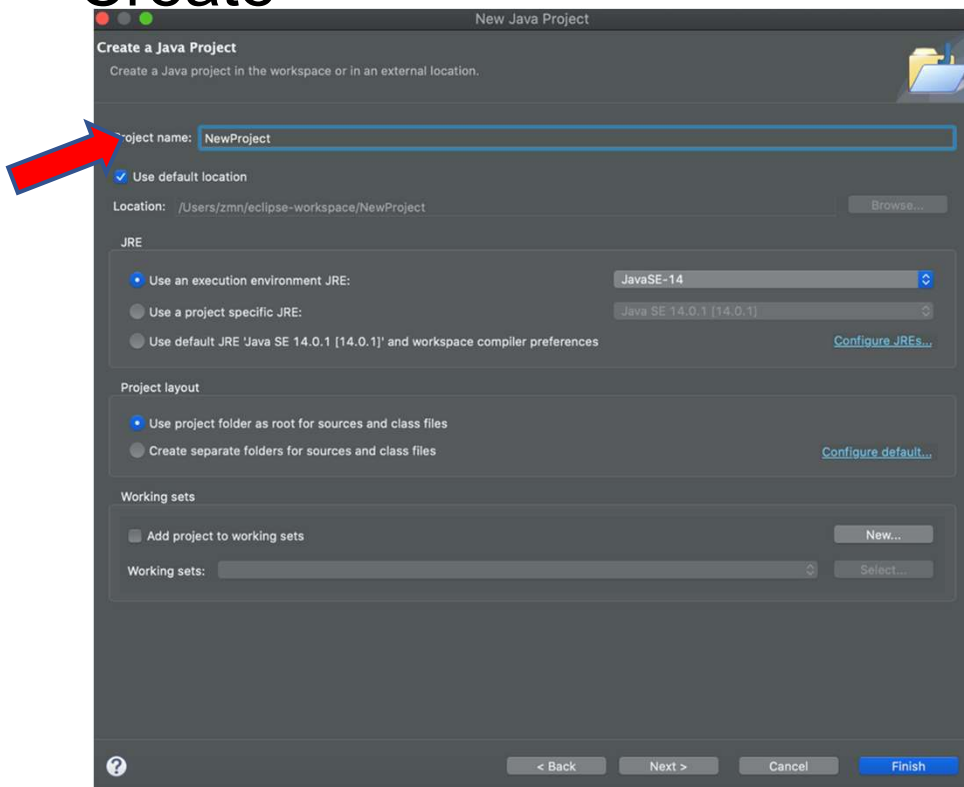 Create
New Java Project
Create a Java Project
Create a Java project in the workspace or in an external location.
Project name: NewProject
Use default location
Location: /Users/zmn/eclipse-workspace/NewProject Browse...
JRE
Use an execution environment JRE: JavaSE-14
Use a project specific JRE: Java SE 14.0.1 [14.0.1]
Use default JRE 'Java SE 14.0.1 [14.0.1]' and workspace compiler preferences Configure JREs...
Project layout
Use project folder as root for sources and class files
Create separate folders for sources and class files Configure default...
Working sets
Add project to working sets New...
Working sets: Select...
? < Back Next > Cancel Finish